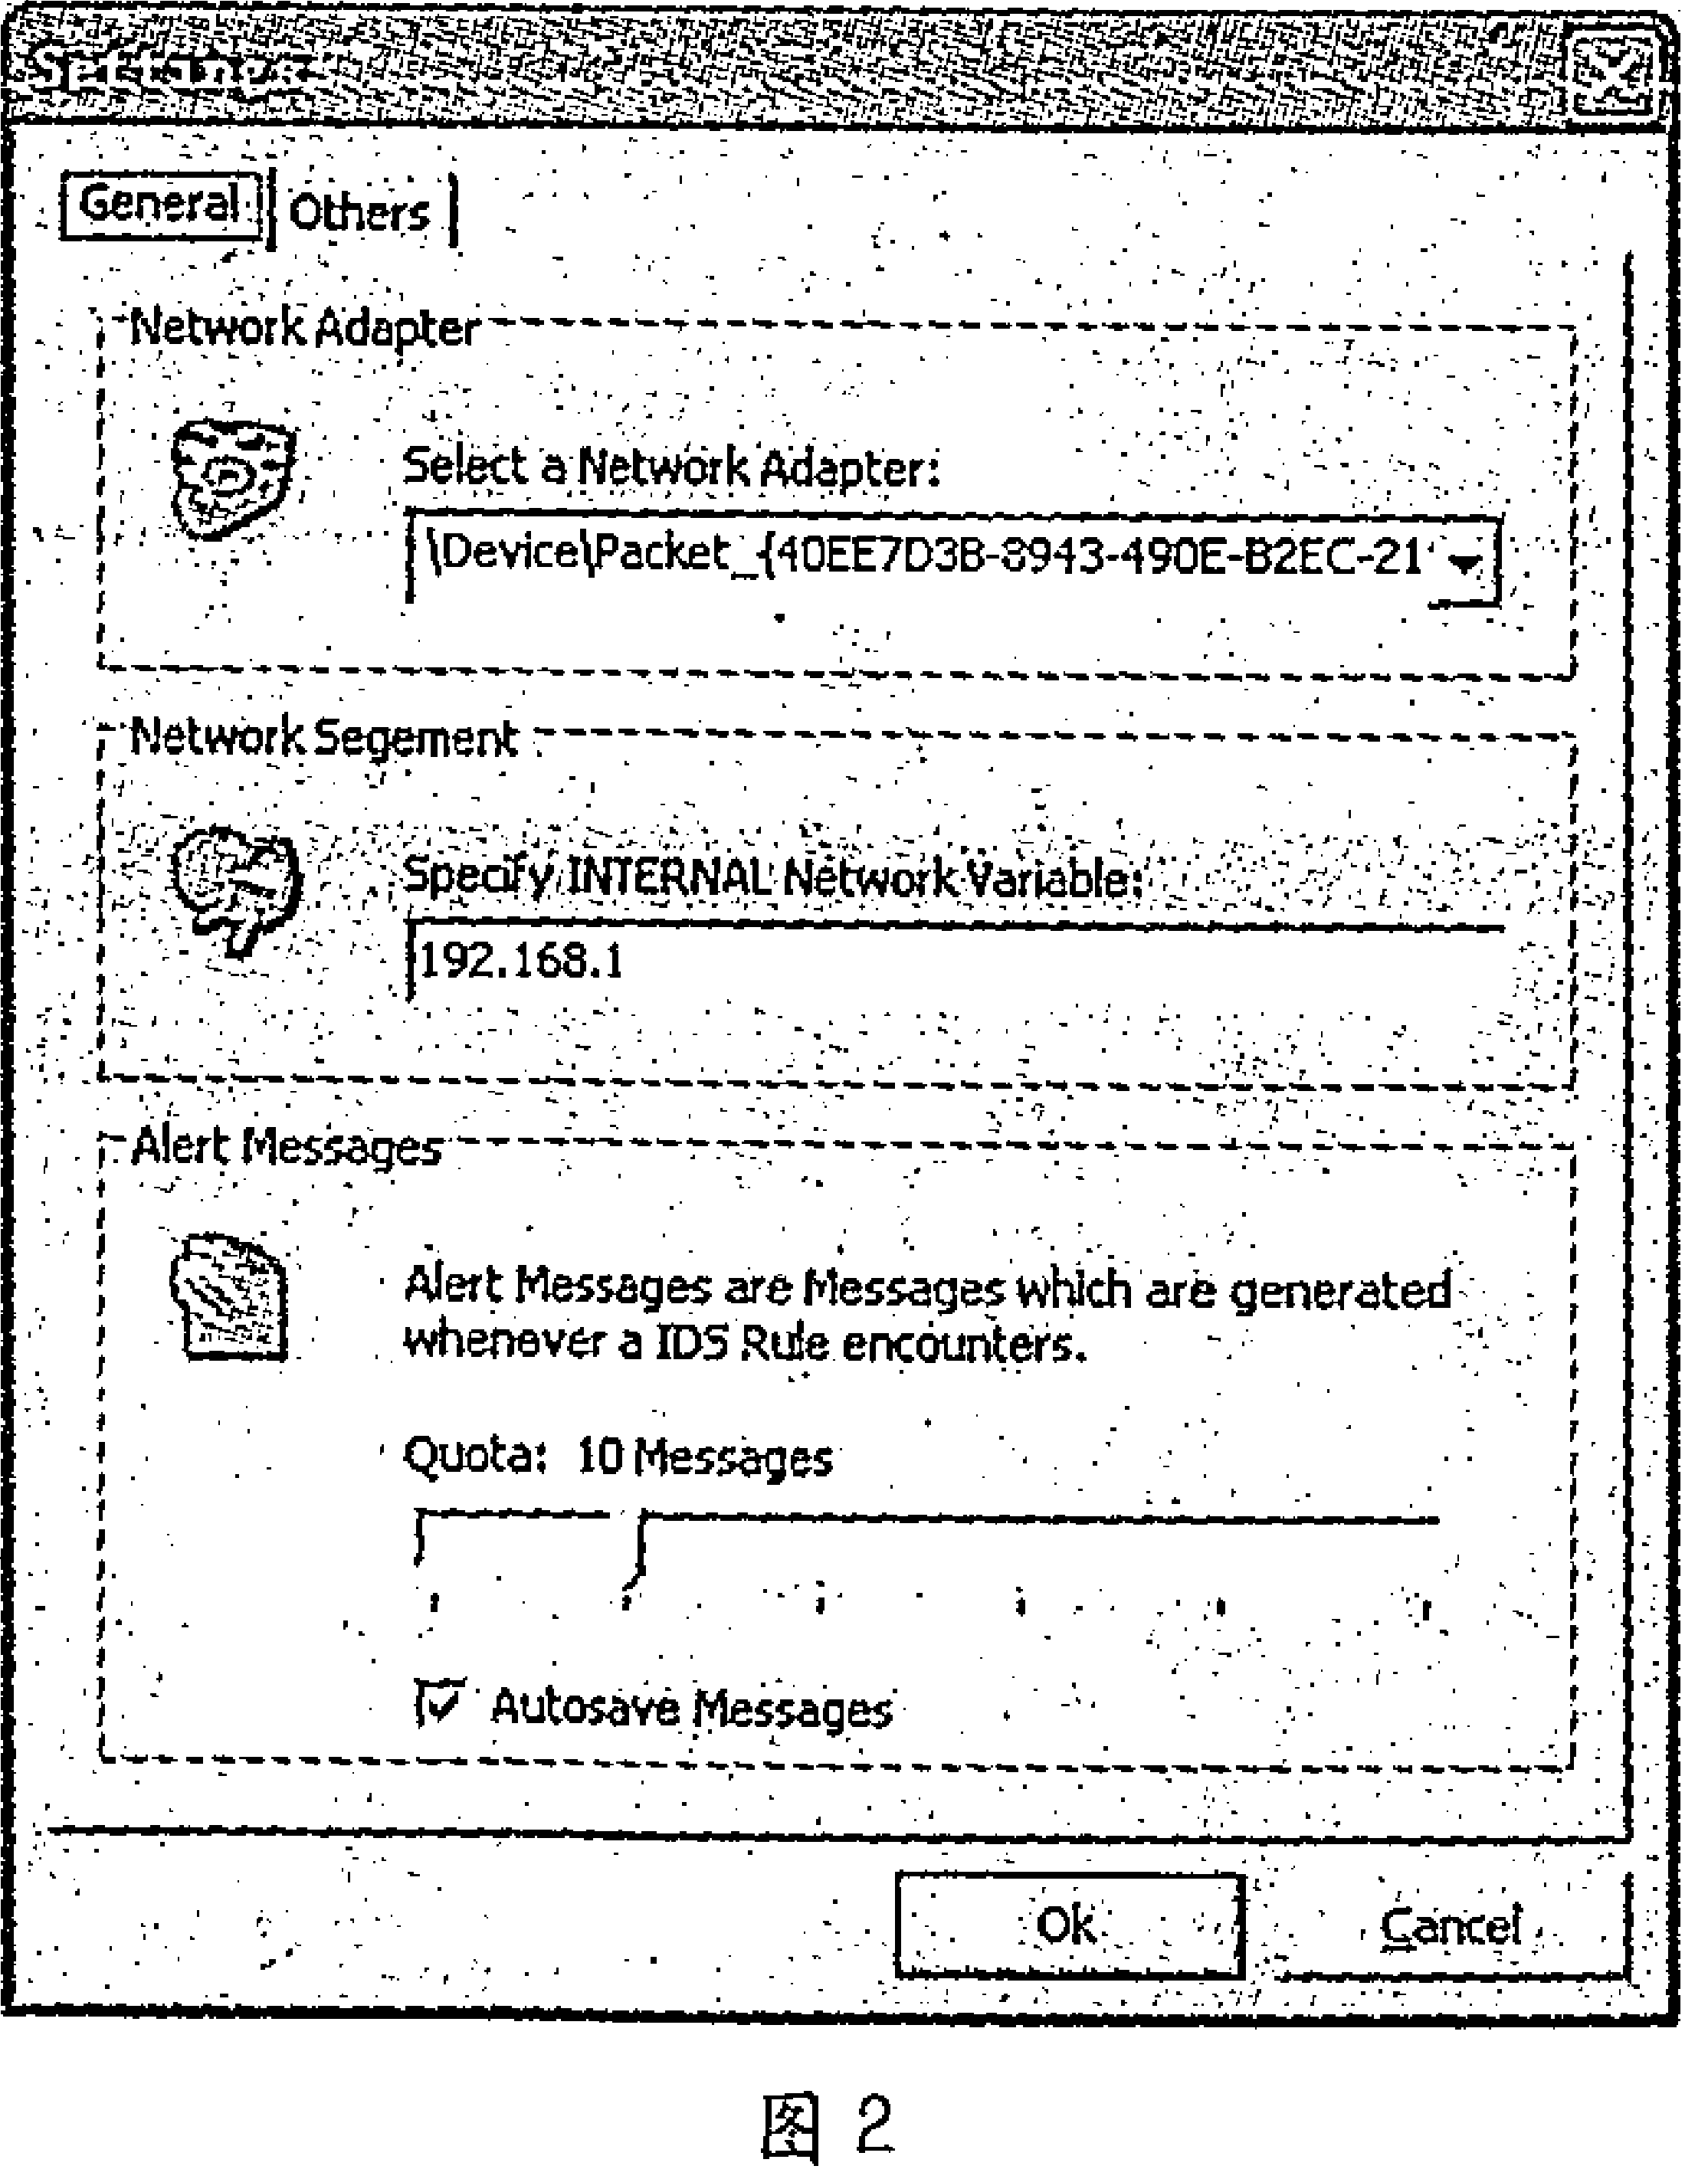 Settings
General Others
Network Adapter
Select a Network Adapter:
\Device\Packet_{40EE7D3B-8943-490E-B2EC-21
Network Segement
Specify INTERNAL Network Variable:
192.168.1
Alert Messages
Alert Messages are Messages which are generated
whenever a IDS Rule encounters.
Quota: 10 Messages
Autosave Messages
Ok Cancel
图 2